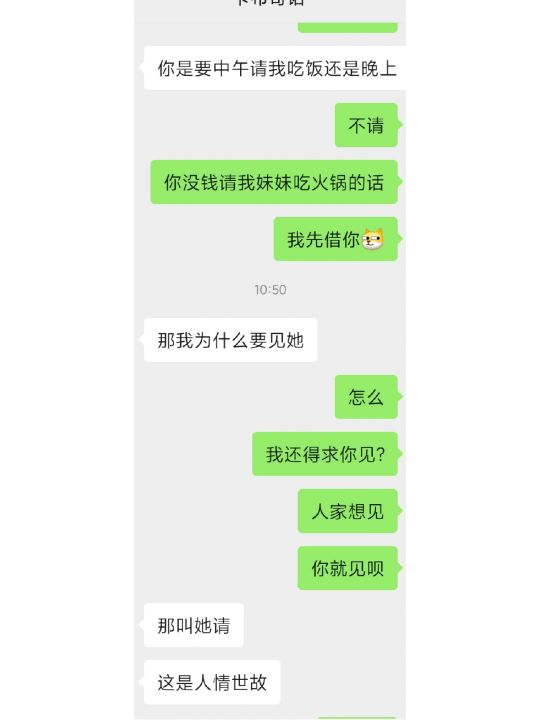 你是要中午请我吃饭还是晚上
不请
你没钱请我妹妹吃火锅的话
我先借你
10:50
那我为什么要见她
怎么
我还得求你见?
人家想见
你就见呗
那叫她请
这是人情世故